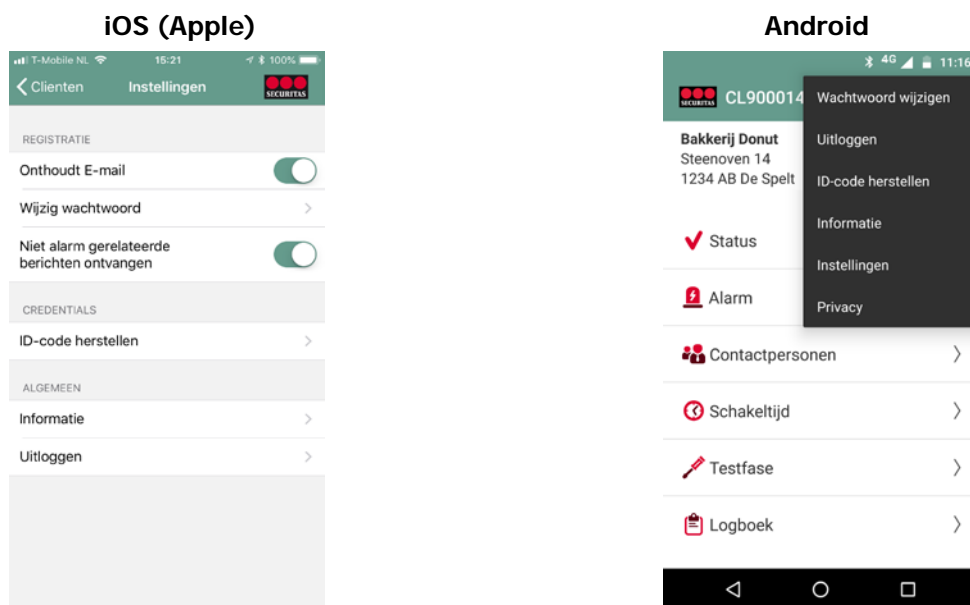 iOS (Apple)
T-Mobile NL 15:21 100%
Clienten Instellingen SECURITAS
REGISTRATIE
Onthoudt E-mail
Wijzig wachtwoord
Niet alarm gerelateerde
berichten ontvangen
CREDENTIALS
ID-code herstellen
ALGEMEEN
Informatie
Uitloggen
Android
4G 11:16
SECURITAS CL900014
Wachtwoord wijzigen
Uitloggen
ID-code herstellen
Informatie
Instellingen
Privacy
Bakkerij Donut
Steenoven 14
1234 AB De Spelt
Status
Alarm
Contactpersonen
Schakeltijd
Testfase
Logboek